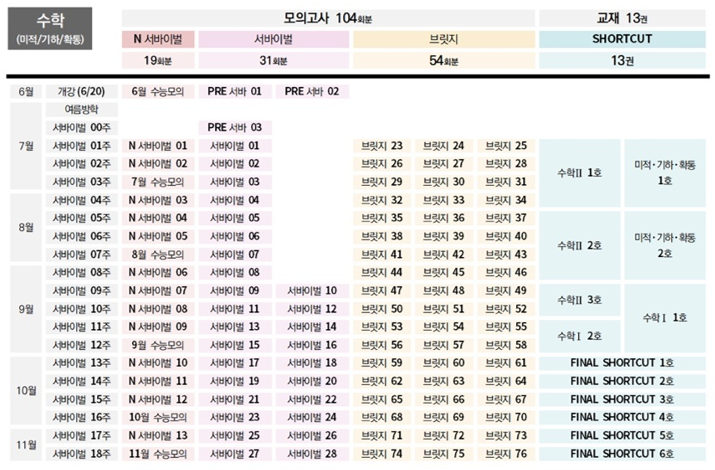 수학 모의고사 104회분 교재 13권
(미적/기하/확통) N 서바이벌 서바이벌 브릿지 SHORTCUT
19회분 31회분 54회분 13권
6월 개강 (6/20) 6월 수능모의 PRE 서바 01 PRE 서바 02
여름방학
서바이벌 00주 PRE 서바 03
7월 서바이벌 01주 N 서바이벌 01 서바이벌 01 브릿지 23 브릿지 24 브릿지 25
서바이벌 02주 N 서바이벌 02 서바이벌 02 브릿지 26 브릿지 27 브릿지 28 수학Ⅱ 1호 미적·기하·확통 1호
서바이벌 03주 7월 수능모의 서바이벌 03 브릿지 29 브릿지 30 브릿지 31
서바이벌 04주 N 서바이벌 03 서바이벌 04 브릿지 32 브릿지 33 브릿지 34
8월 서바이벌 05주 N 서바이벌 04 서바이벌 05 브릿지 35 브릿지 36 브릿지 37
서바이벌 06주 N 서바이벌 05 서바이벌 06 브릿지 38 브릿지 39 브릿지 40 수학Ⅱ 2호 미적·기하·확통 2호
서바이벌 07주 8월 수능모의 서바이벌 07 브릿지 41 브릿지 42 브릿지 43
서바이벌 08주 N 서바이벌 06 서바이벌 08 브릿지 44 브릿지 45 브릿지 46
서바이벌 09주 N 서바이벌 07 서바이벌 09 서바이벌 10 브릿지 47 브릿지 48 브릿지 49 수학Ⅱ 3호
9월 서바이벌 10주 N 서바이벌 08 서바이벌 11 서바이벌 12 브릿지 50 브릿지 51 브릿지 52 수학Ⅰ 1호
서바이벌 11주 N 서바이벌 09 서바이벌 13 서바이벌 14 브릿지 53 브릿지 54 브릿지 55 수학Ⅰ 2호
서바이벌 12주 9월 수능모의 서바이벌 15 서바이벌 16 브릿지 56 브릿지 57 브릿지 58
서바이벌 13주 N 서바이벌 10 서바이벌 17 서바이벌 18 브릿지 59 브릿지 60 브릿지 61 FINAL SHORTCUT 1호
10월 서바이벌 14주 N 서바이벌 11 서바이벌 19 서바이벌 20 브릿지 62 브릿지 63 브릿지 64 FINAL SHORTCUT 2호
서바이벌 15주 N 서바이벌 12 서바이벌 21 서바이벌 22 브릿지 65 브릿지 66 브릿지 67 FINAL SHORTCUT 3호
서바이벌 16주 10월 수능모의 서바이벌 23 서바이벌 24 브릿지 68 브릿지 69 브릿지 70 FINAL SHORTCUT 4호
11월 서바이벌 17주 N 서바이벌 13 서바이벌 25 서바이벌 26 브릿지 71 브릿지 72 브릿지 73 FINAL SHORTCUT 5호
서바이벌 18주 11월 수능모의 서바이벌 27 서바이벌 28 브릿지 74 브릿지 75 브릿지 76 FINAL SHORTCUT 6호